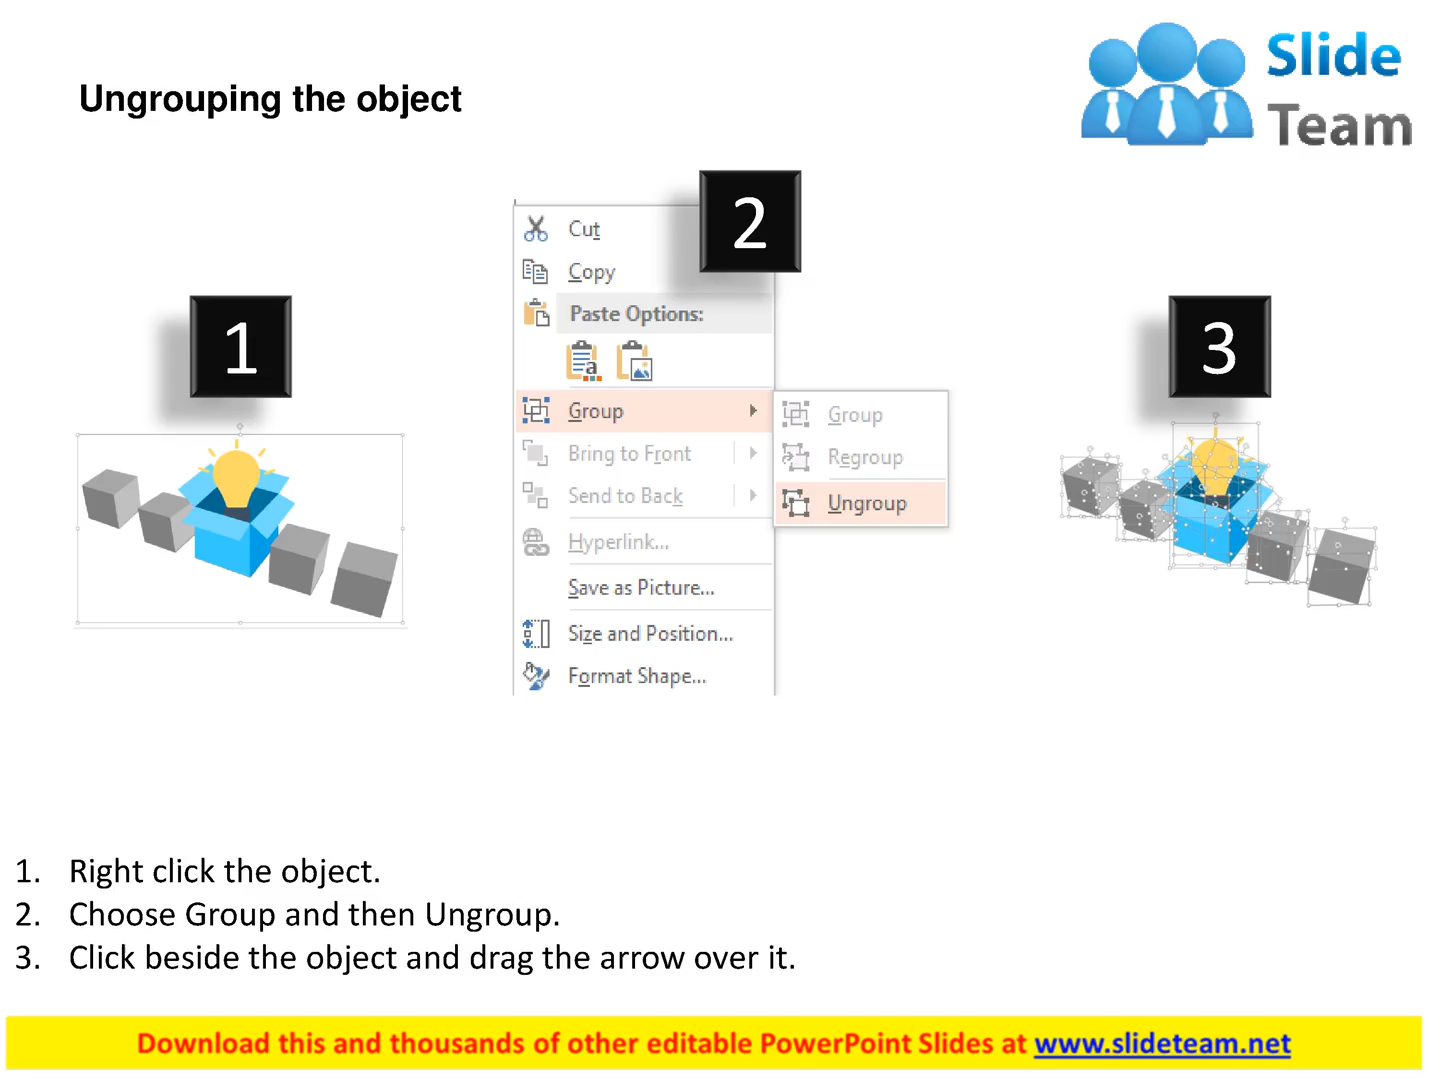 Slide
Team
Ungrouping the object
2
Cut
Copy
1
Paste Options:
3
a
Group
Group
Bring to Front
Regroup
Send to Back
Ungroup
Hyperlink...
Save as Picture...
Size and Position...
Format Shape...
1. Right click the object.
2. Choose Group and then Ungroup.
3. Click beside the object and drag the arrow over it.
Download this and thousands of other editable PowerPoint Slides at www.slideteam.net